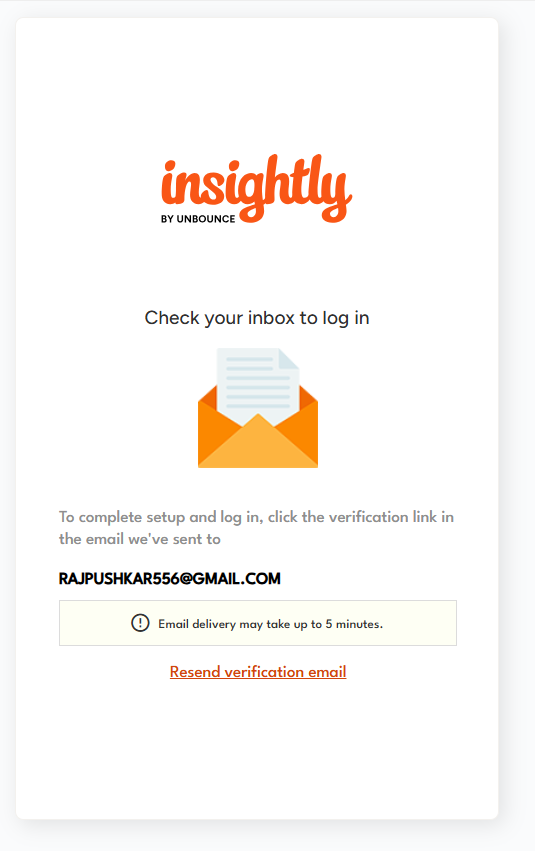 insightly
BY UNBOUNCE
Check your inbox to log in
To complete setup and log in, click the verification link in
the email we've sent to
RAJPUSHKAR556@GMAIL.COM
Email delivery may take up to 5 minutes.
Resend verification email